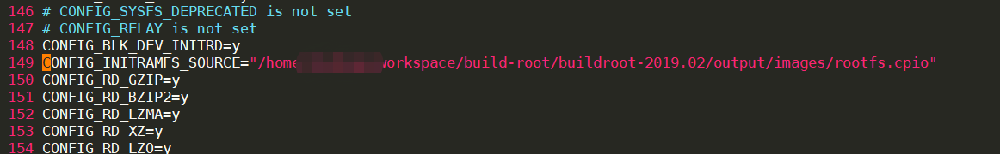 146 # CONFIG_SYSFS_DEPRECATED is not set
147 # CONFIG_RELAY is not set
148 CONFIG_BLK_DEV_INITRD=y
149 CONFIG_INITRAMFS_SOURCE="/home workspace/build-root/buildroot-2019.02/output/images/rootfs.cpio"
150 CONFIG_RD_GZIP=y
151 CONFIG_RD_BZIP2=y
152 CONFIG_RD_LZMA=y
153 CONFIG_RD_XZ=y
154 CONFIG_RD_LZO=y